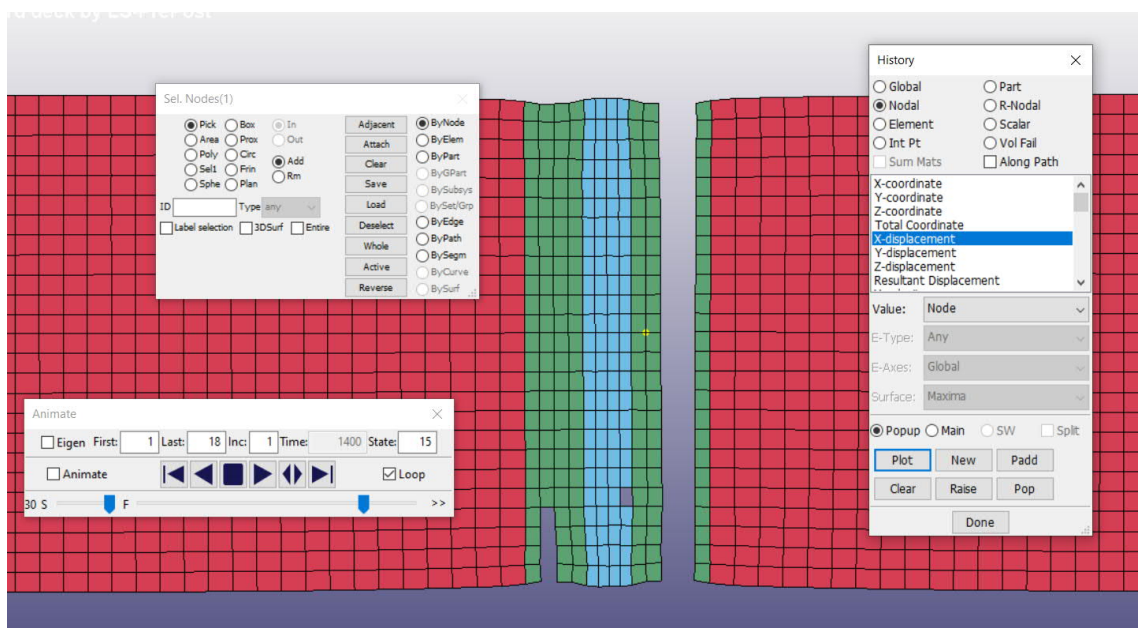 Sel. Nodes(1)
Pick Box In Adjacent ByNode
Area Prox Out Attach ByElem
Poly Circ Add Clear ByPart
Sel1 Frin Rm Save ByGPart
Sphe Plan Load BySubsys
ID Type any Deselect BySet/Grp
Label selection 3DSurf Entire Whole ByEdge
Active ByPath
Reverse BySegm
ByCurve
BySurf
Animate
Eigen First: 1 Last: 18 Inc: 1 Time: 1400 State: 15
Animate Loop
30 S F >>
History
Global Part
Nodal R-Nodal
Element Scalar
Int Pt Vol Fail
Sum Mats Along Path
X-coordinate
Y-coordinate
Z-coordinate
Total Coordinate
X-displacement
Y-displacement
Z-displacement
Resultant Displacement
Value: Node
E-Type: Any
E-Axes: Global
Surface: Maxima
Popup Main SW Split
Plot New Padd
Clear Raise Pop
Done